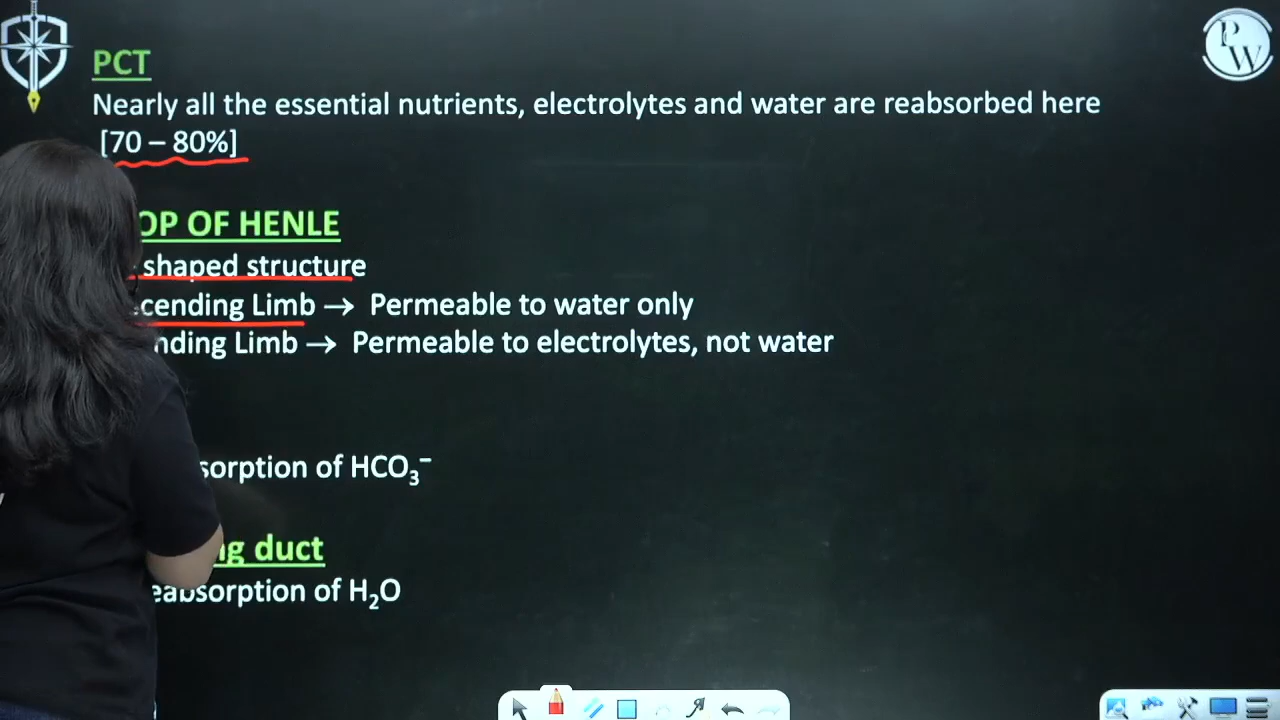 PCT
Nearly all the essential nutrients, electrolytes and water are reabsorbed here
[70 – 80%]
OP OF HENLE
shaped structure
cending Limb → Permeable to water only
nding Limb → Permeable to electrolytes, not water
sorption of HCO₃⁻
ng duct
eabsorption of H₂O
PW